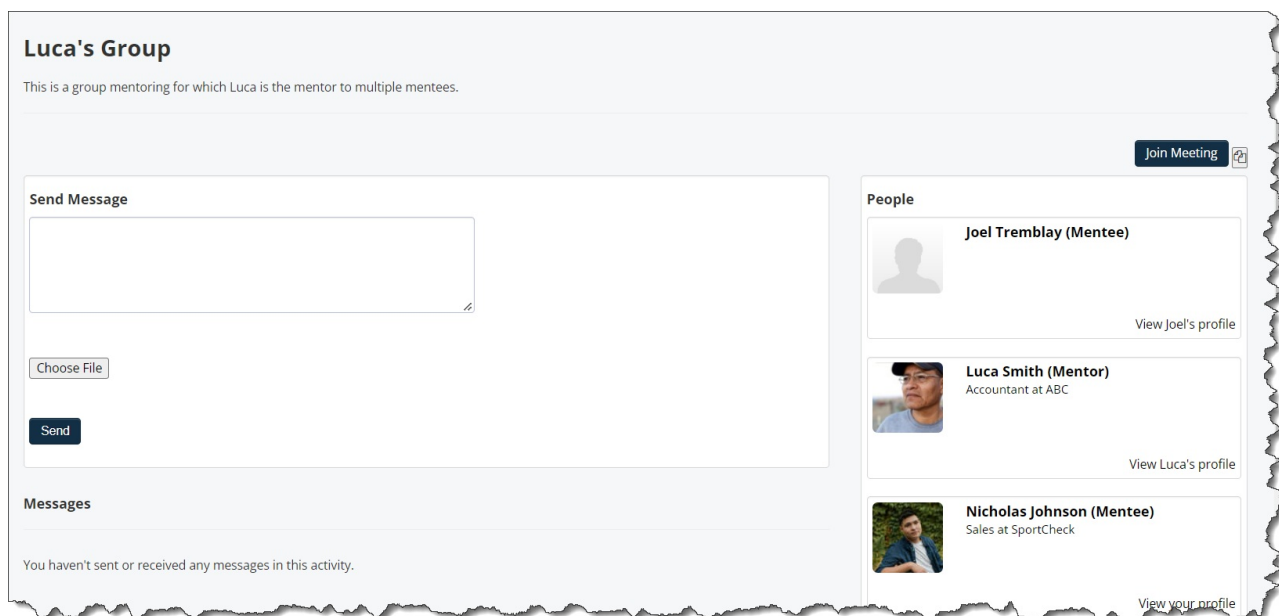 Luca's Group
This is a group mentoring for which Luca is the mentor to multiple mentees.
Join Meeting
Send Message
Choose File
Send
Messages
You haven't sent or received any messages in this activity.
People
Joel Tremblay (Mentee)
View Joel's profile
Luca Smith (Mentor)
Accountant at ABC
View Luca's profile
Nicholas Johnson (Mentee)
Sales at SportCheck
View your profile